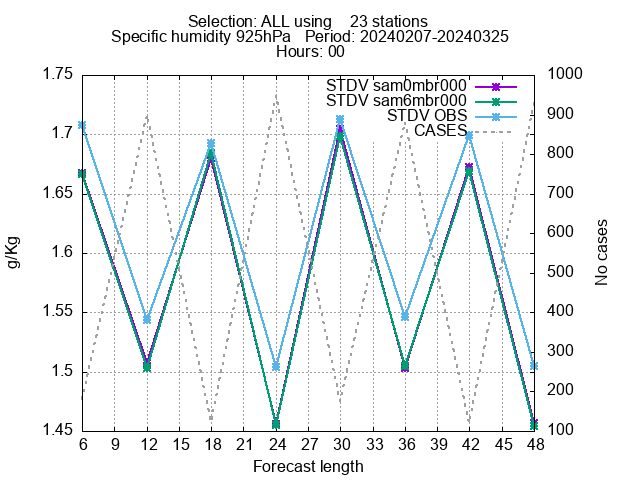 Selection: ALL using    23 stations
Specific humidity 925hPa   Period: 20240207-20240325
Hours: 00
STDV sam0mbr000
STDV sam6mbr000
STDV OBS
CASES
1.75
1.7
1.65
1.6
1.55
1.5
1.45
g/Kg
1000
900
800
700
600
500
400
300
200
100
No cases
6 9 12 15 18 21 24 27 30 33 36 39 42 45 48
Forecast length